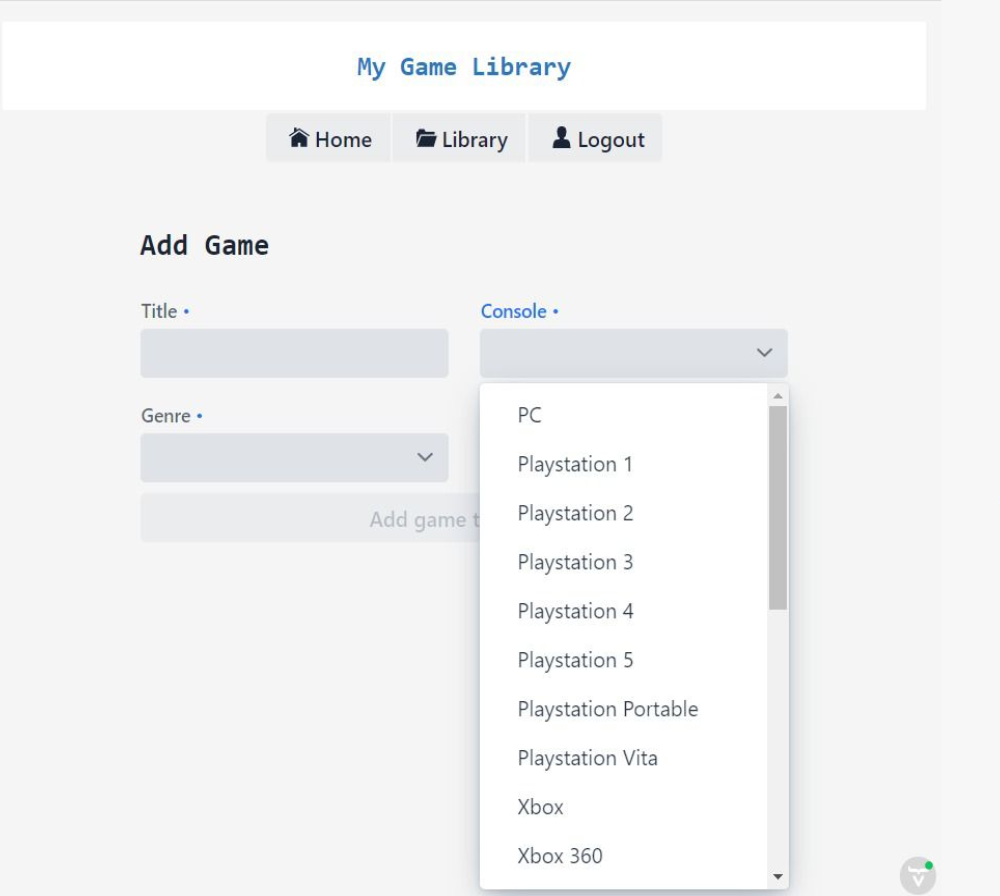 My Game Library
Home Library Logout
Add Game
Title • Console •
Genre •
Add game t
PC
Playstation 1
Playstation 2
Playstation 3
Playstation 4
Playstation 5
Playstation Portable
Playstation Vita
Xbox
Xbox 360